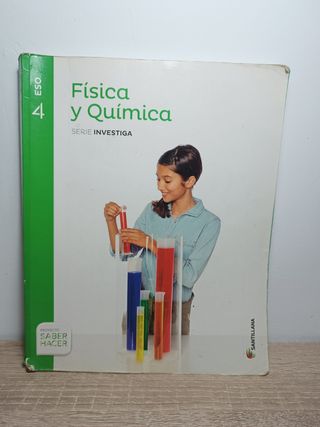 4 ESO
Física
y Química
SERIE INVESTIGA
PROYECTO
SABER
HACER
SANTILLANA